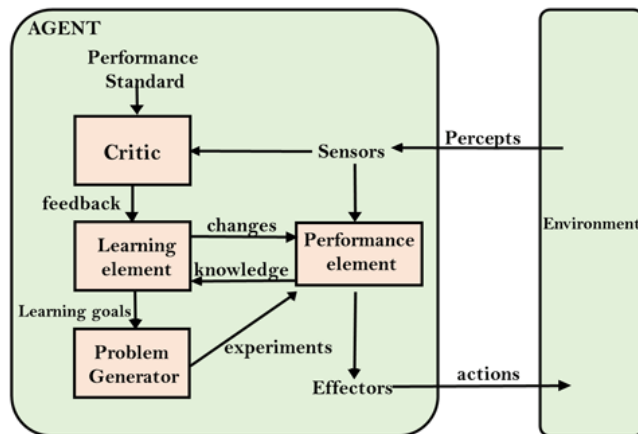 AGENT
Performance
Standard
Critic
Sensors
Percepts
feedback
changes
Learning
element
Performance
element
Environment
knowledge
Learning goals
Problem
Generator
experiments
Effectors
actions